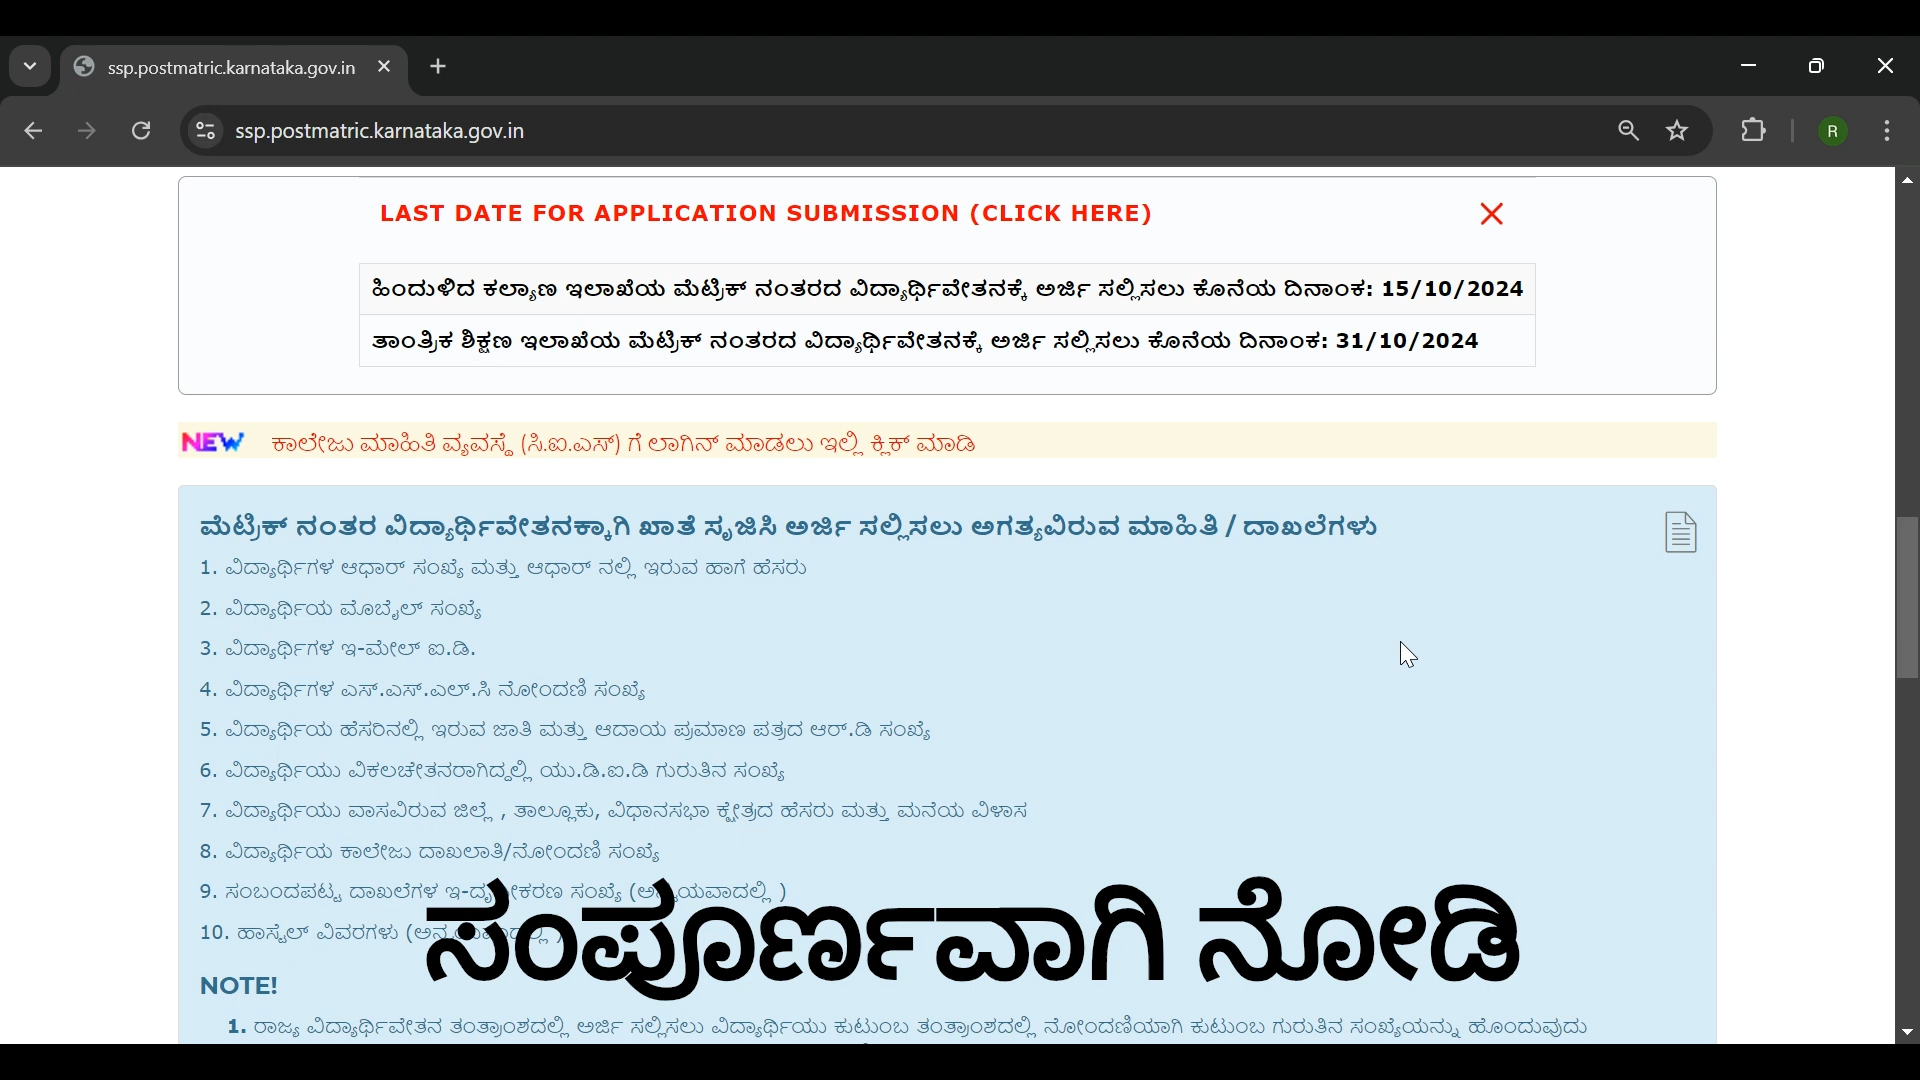 ssp.postmatric.karnataka.gov.in
ssp.postmatric.karnataka.gov.in
R
LAST DATE FOR APPLICATION SUBMISSION (CLICK HERE)
ಹಿಂದುಳಿದ ಕಲ್ಯಾಣ ಇಲಾಖೆಯ ಮೆಟ್ರಿಕ್ ನಂತರದ ವಿದ್ಯಾರ್ಥಿವೇತನಕ್ಕೆ ಅರ್ಜಿ ಸಲ್ಲಿಸಲು ಕೊನೆಯ ದಿನಾಂಕ: 15/10/2024
ತಾಂತ್ರಿಕ ಶಿಕ್ಷಣ ಇಲಾಖೆಯ ಮೆಟ್ರಿಕ್ ನಂತರದ ವಿದ್ಯಾರ್ಥಿವೇತನಕ್ಕೆ ಅರ್ಜಿ ಸಲ್ಲಿಸಲು ಕೊನೆಯ ದಿನಾಂಕ: 31/10/2024
NEW ಕಾಲೇಜು ಮಾಹಿತಿ ವ್ಯವಸ್ಥೆ (ಸಿ.ಐ.ಎಸ್) ಗೆ ಲಾಗಿನ್ ಮಾಡಲು ಇಲ್ಲಿ ಕ್ಲಿಕ್ ಮಾಡಿ
ಮೆಟ್ರಿಕ್ ನಂತರ ವಿದ್ಯಾರ್ಥಿವೇತನಕ್ಕಾಗಿ ಖಾತೆ ಸೃಜಿಸಿ ಅರ್ಜಿ ಸಲ್ಲಿಸಲು ಅಗತ್ಯವಿರುವ ಮಾಹಿತಿ / ದಾಖಲೆಗಳು
1. ವಿದ್ಯಾರ್ಥಿಗಳ ಆಧಾರ್ ಸಂಖ್ಯೆ ಮತ್ತು ಆಧಾರ್ ನಲ್ಲಿ ಇರುವ ಹಾಗೆ ಹೆಸರು
2. ವಿದ್ಯಾರ್ಥಿಯ ಮೊಬೈಲ್ ಸಂಖ್ಯೆ
3. ವಿದ್ಯಾರ್ಥಿಗಳ ಇ-ಮೇಲ್ ಐ.ಡಿ.
4. ವಿದ್ಯಾರ್ಥಿಗಳ ಎಸ್.ಎಸ್.ಎಲ್.ಸಿ ನೋಂದಣಿ ಸಂಖ್ಯೆ
5. ವಿದ್ಯಾರ್ಥಿಯ ಹೆಸರಿನಲ್ಲಿ ಇರುವ ಜಾತಿ ಮತ್ತು ಆದಾಯ ಪ್ರಮಾಣ ಪತ್ರದ ಆರ್.ಡಿ ಸಂಖ್ಯೆ
6. ವಿದ್ಯಾರ್ಥಿಯು ವಿಕಲಚೇತನರಾಗಿದ್ದಲ್ಲಿ ಯು.ಡಿ.ಐ.ಡಿ ಗುರುತಿನ ಸಂಖ್ಯೆ
7. ವಿದ್ಯಾರ್ಥಿಯು ವಾಸವಿರುವ ಜಿಲ್ಲೆ , ತಾಲ್ಲೂಕು, ವಿಧಾನಸಭಾ ಕ್ಷೇತ್ರದ ಹೆಸರು ಮತ್ತು ಮನೆಯ ವಿಳಾಸ
8. ವಿದ್ಯಾರ್ಥಿಯ ಕಾಲೇಜು ದಾಖಲಾತಿ/ನೋಂದಣಿ ಸಂಖ್ಯೆ
9. ಸಂಬಂದಪಟ್ಟ ದಾಖಲೆಗಳ ಸಂಖ್ಯೆ
10. ಹಾಸ್ಟೆಲ್ ವಿವರಗಳು
ಸಂಪೂರ್ಣವಾಗಿ ನೋಡಿ
NOTE!
1. ರಾಜ್ಯ ವಿದ್ಯಾರ್ಥಿವೇತನ ತಂತ್ರಾಂಶದಲ್ಲಿ ಅರ್ಜಿ ಸಲ್ಲಿಸಲು ವಿದ್ಯಾರ್ಥಿಯು ಕುಟುಂಬ ತಂತ್ರಾಂಶದಲ್ಲಿ ನೋಂದಣಿಯಾಗಿ ಕುಟುಂಬ ಗುರುತಿನ ಸಂಖ್ಯೆಯನ್ನು ಹೊಂದುವುದು